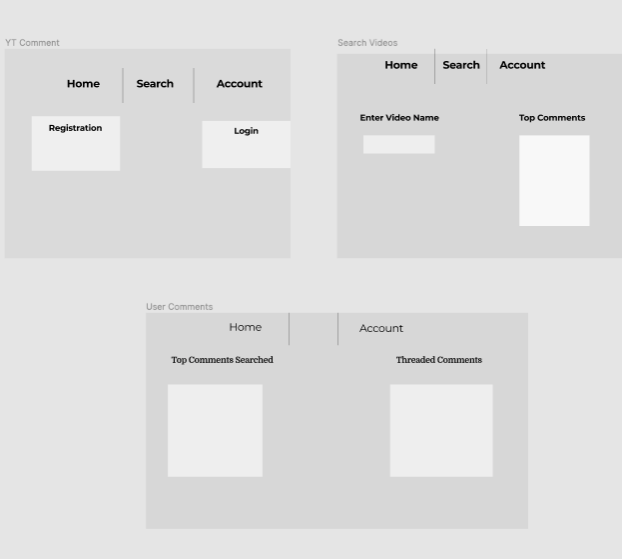 YT Comment
Home Search Account
Registration
Login
Search Videos
Home Search Account
Enter Video Name
Top Comments
User Comments
Home Account
Top Comments Searched
Threaded Comments